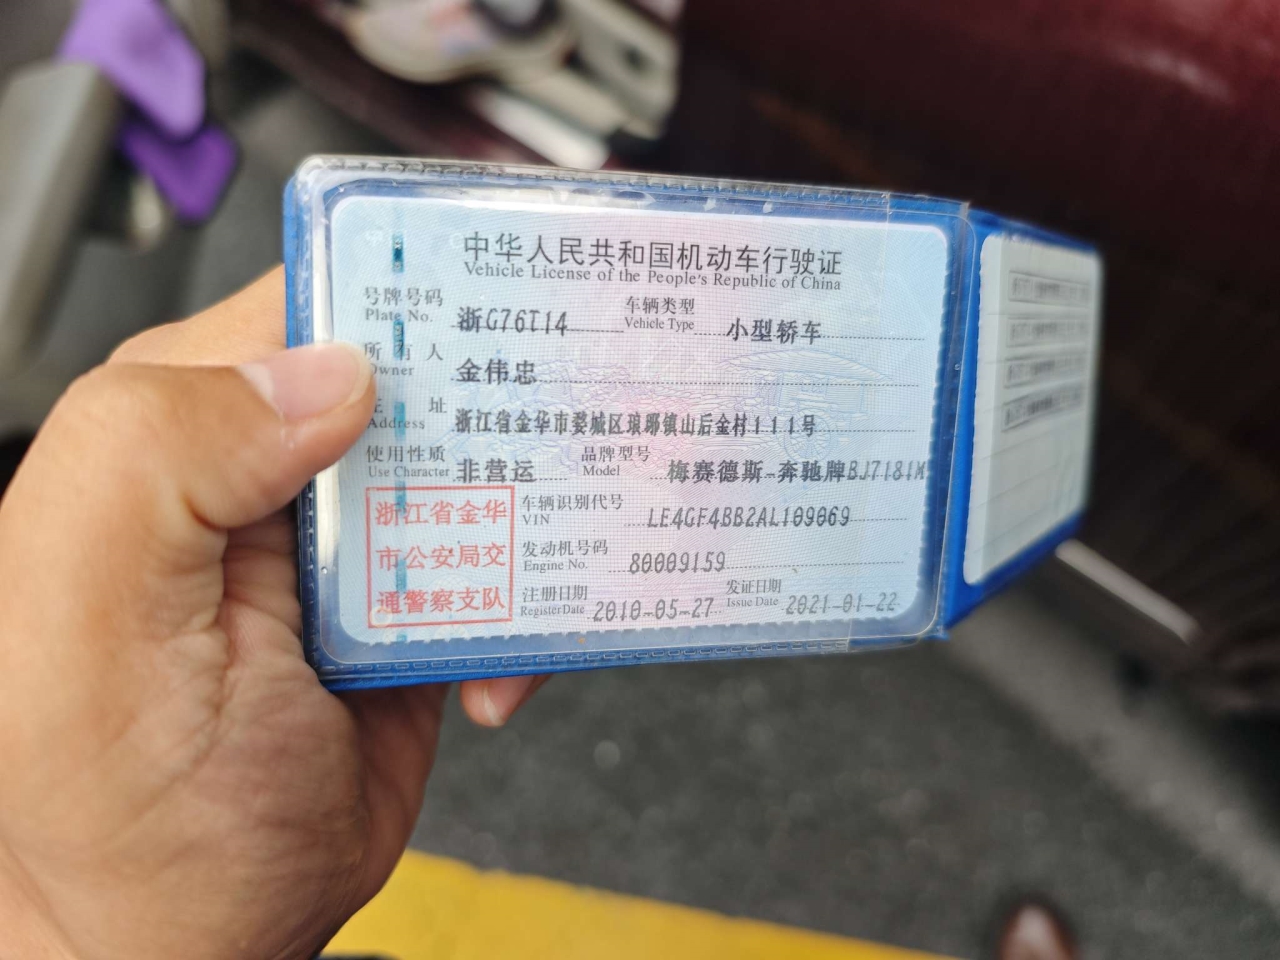 中华人民共和国机动车行驶证
Vehicle License of the People's Republic of China
号牌号码 浙G76T14 车辆类型 小型轿车
Plate No. Vehicle Type
所有人 金伟忠
Owner
住址 浙江省金华市婺城区琅琊镇山后金村111号
Address
使用性质 非营运 品牌型号 梅赛德斯-奔驰牌BJ7181M
Use Character Model
浙江省金华
市公安局交
通警察支队
车辆识别代号 LE4GF4BB2AL109069
VIN
发动机号码 80009159
Engine No.
注册日期 2010-05-27 发证日期 2021-01-22
Register Date Issue Date